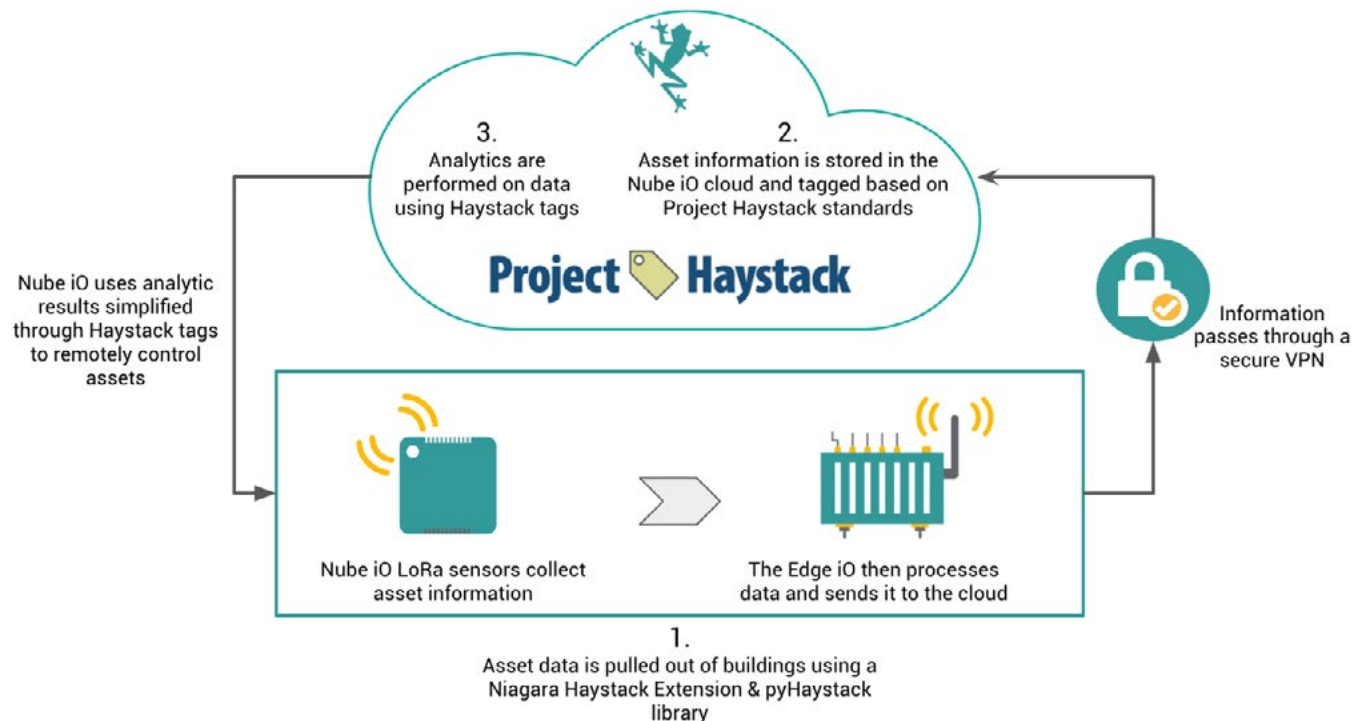 3.
Analytics are
performed on data
using Haystack tags
2.
Asset information is stored in the
Nube iO cloud and tagged based on
Project Haystack standards
Project Haystack
Nube iO uses analytic
results simplified
through Haystack tags
to remotely control
assets
Information
passes through a
secure VPN
Nube iO LoRa sensors collect
asset information
The Edge iO then processes
data and sends it to the cloud
1.
Asset data is pulled out of buildings using a
Niagara Haystack Extension & pyHaystack
library